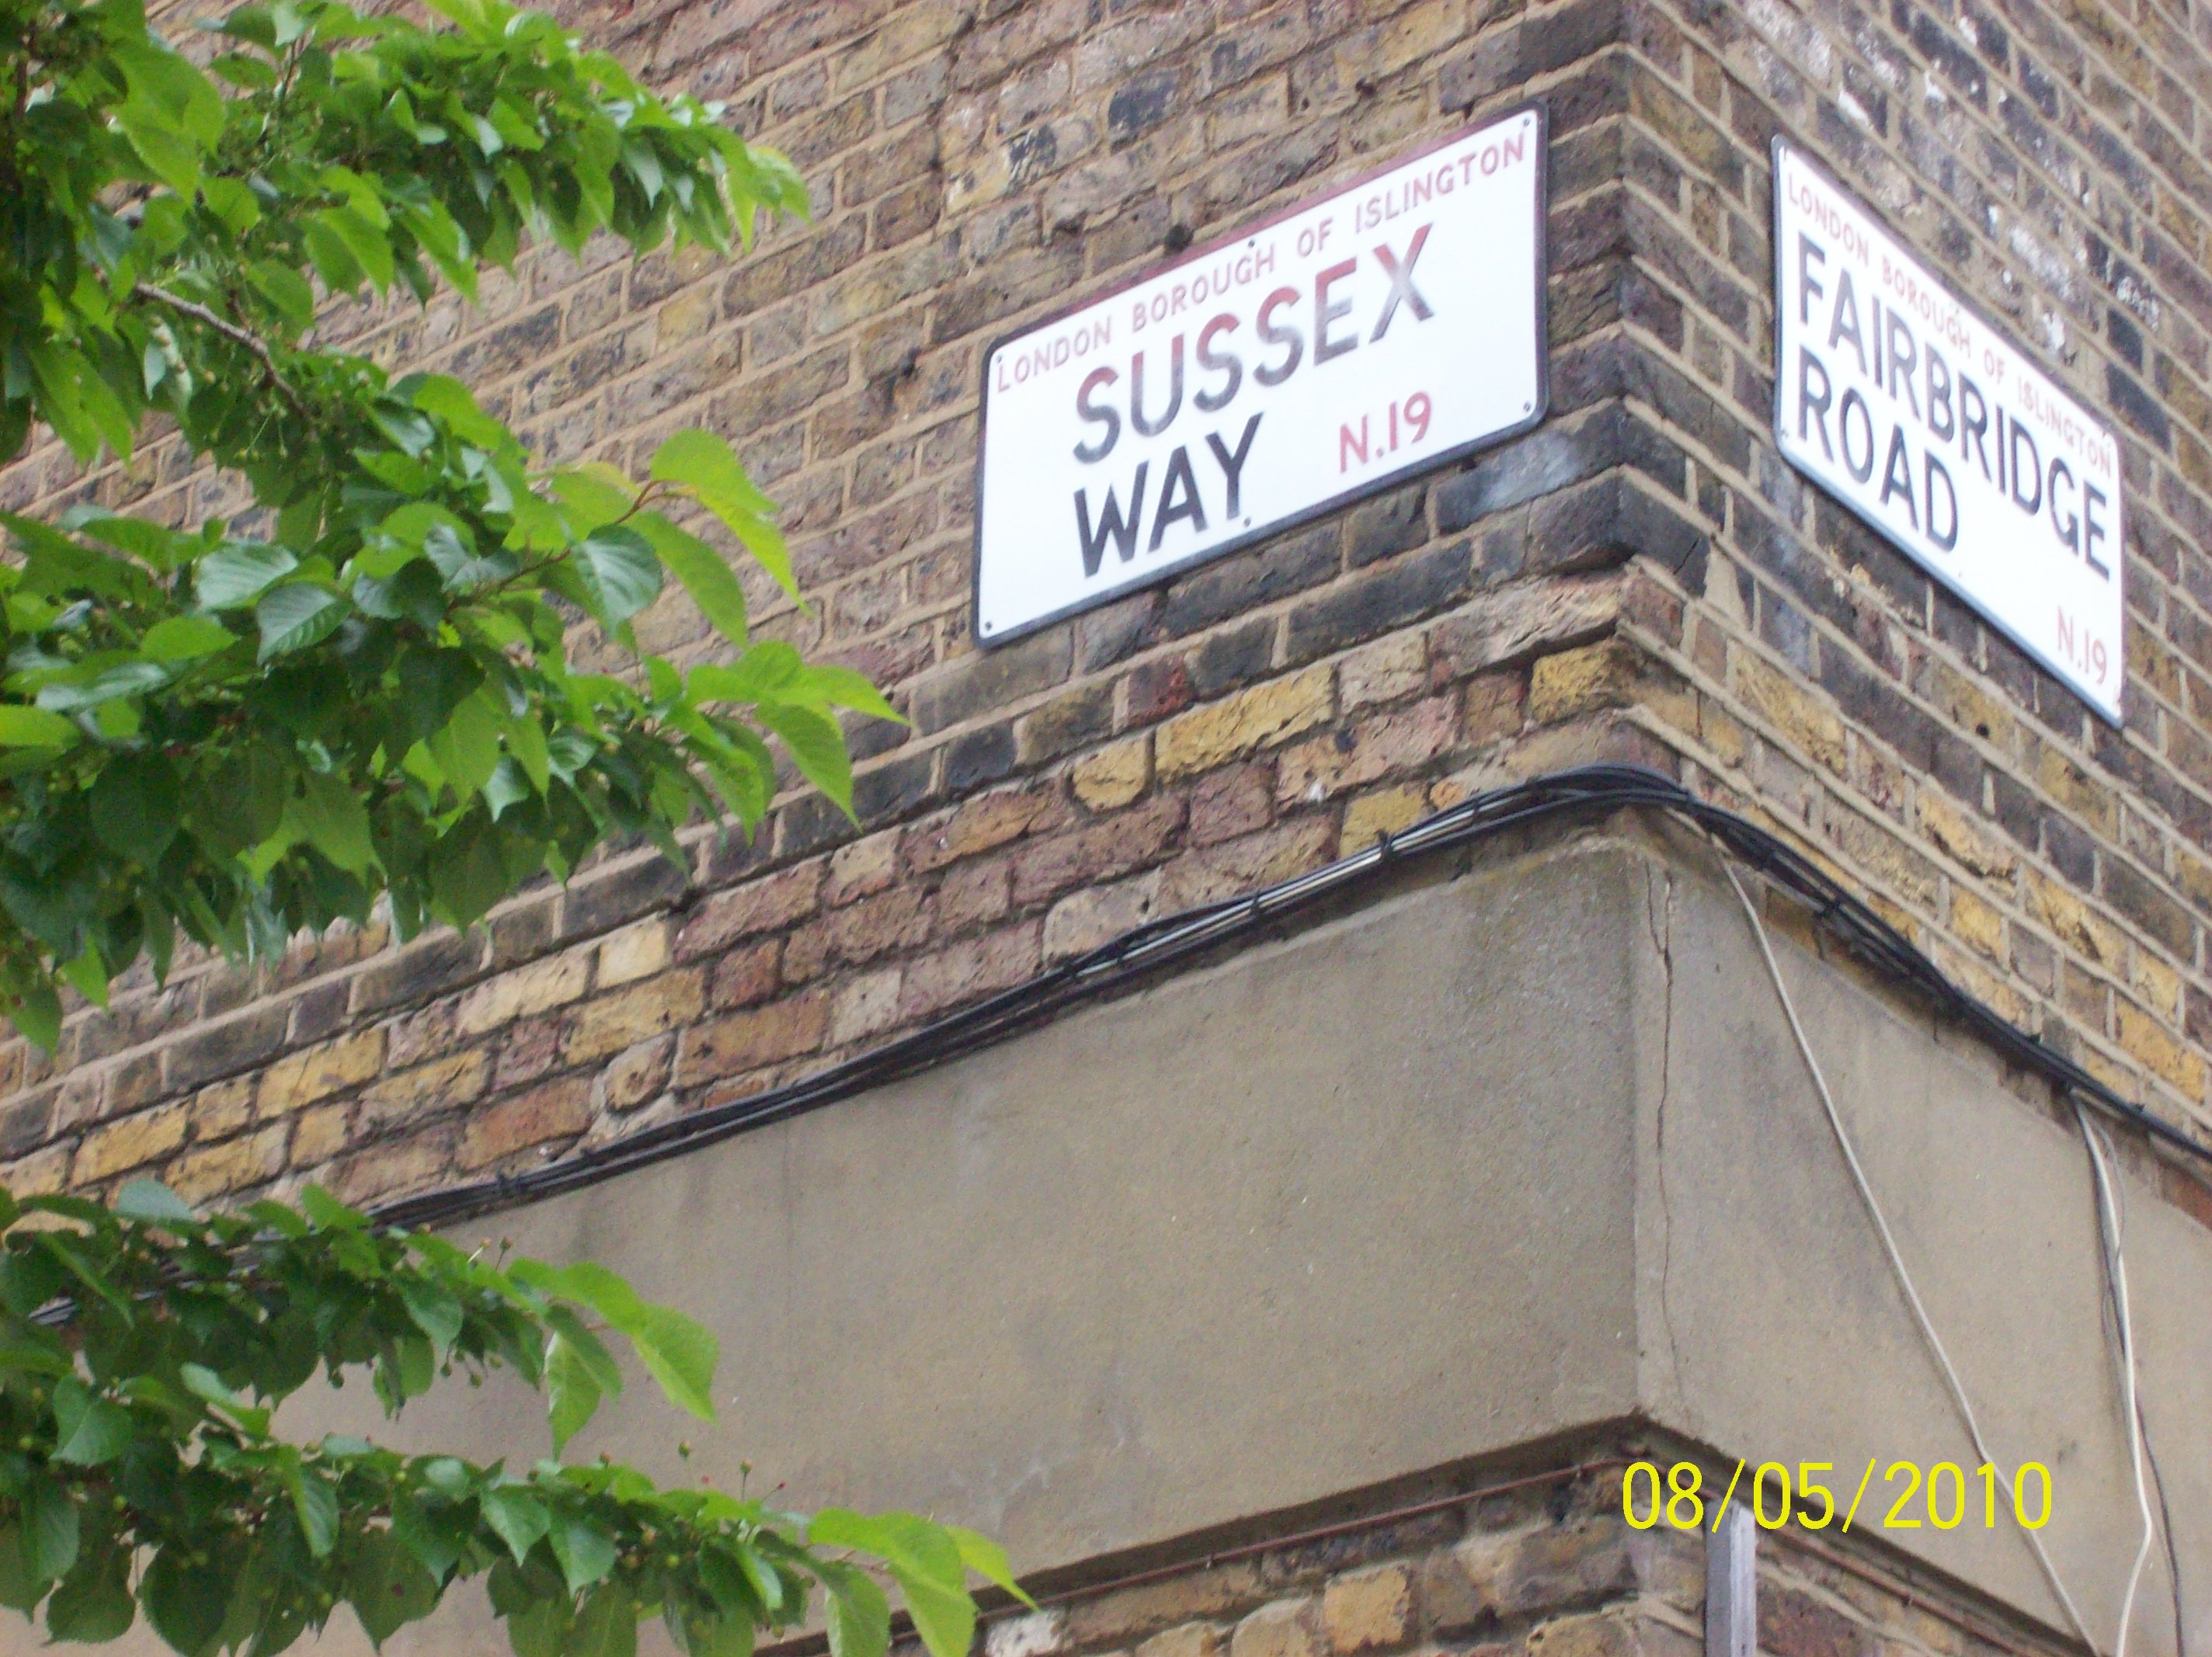 LONDON BOROUGH OF ISLINGTON
SUSSEX
WAY N.19
LONDON BOROUGH OF ISLINGTON
FAIRBRIDGE
ROAD
N.19
08/05/2010